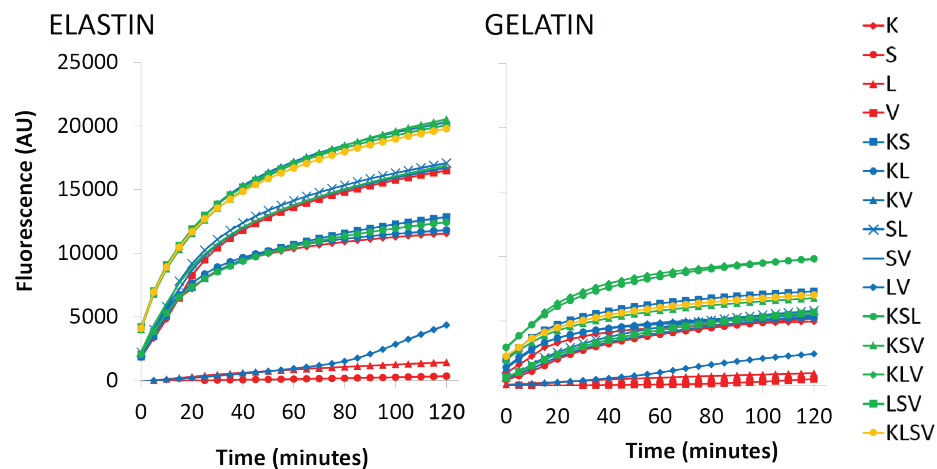 ELASTIN
GELATIN
25000
20000
15000
10000
5000
0
Fluorescence (AU)
0 20 40 60 80 100 120
0 20 40 60 80 100 120
Time (minutes)
Time (minutes)
K
S
L
V
KS
KL
KV
SL
SV
LV
KSL
KSV
KLV
LSV
KLSV